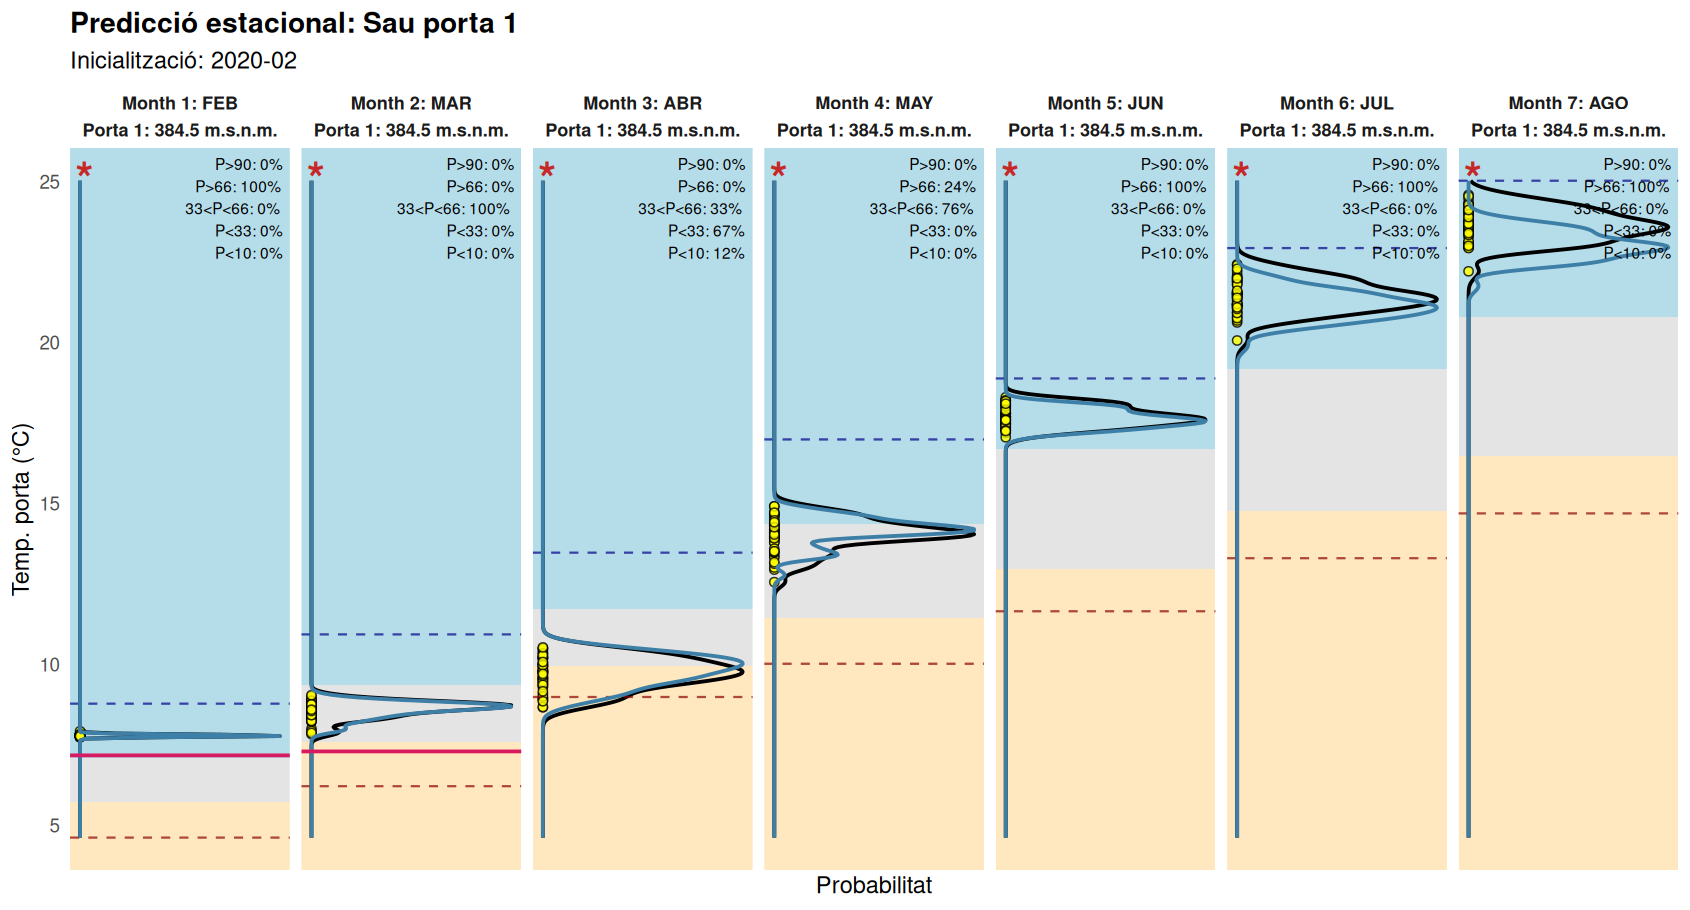 Predicció estacional: Sau porta 1
Inicialització: 2020-02
Month 1: FEB
Porta 1: 384.5 m.s.n.m.
Month 2: MAR
Porta 1: 384.5 m.s.n.m.
Month 3: ABR
Porta 1: 384.5 m.s.n.m.
Month 4: MAY
Porta 1: 384.5 m.s.n.m.
Month 5: JUN
Porta 1: 384.5 m.s.n.m.
Month 6: JUL
Porta 1: 384.5 m.s.n.m.
Month 7: AGO
Porta 1: 384.5 m.s.n.m.
*
P>90: 0%
P>66: 100%
33<P<66: 0%
P<33: 0%
P<10: 0%
*
P>90: 0%
P>66: 0%
33<P<66: 100%
P<33: 0%
P<10: 0%
*
P>90: 0%
P>66: 0%
33<P<66: 33%
P<33: 67%
P<10: 12%
*
P>90: 0%
P>66: 24%
33<P<66: 76%
P<33: 0%
P<10: 0%
*
P>90: 0%
P>66: 100%
33<P<66: 0%
P<33: 0%
P<10: 0%
*
P>90: 0%
P>66: 100%
33<P<66: 0%
P<33: 0%
P<10: 0%
*
P>90: 0%
P>66: 100%
33<P<66: 0%
P<33: 0%
P<10: 0%
25
20
15
10
5
Temp. porta (°C)
Probabilitat